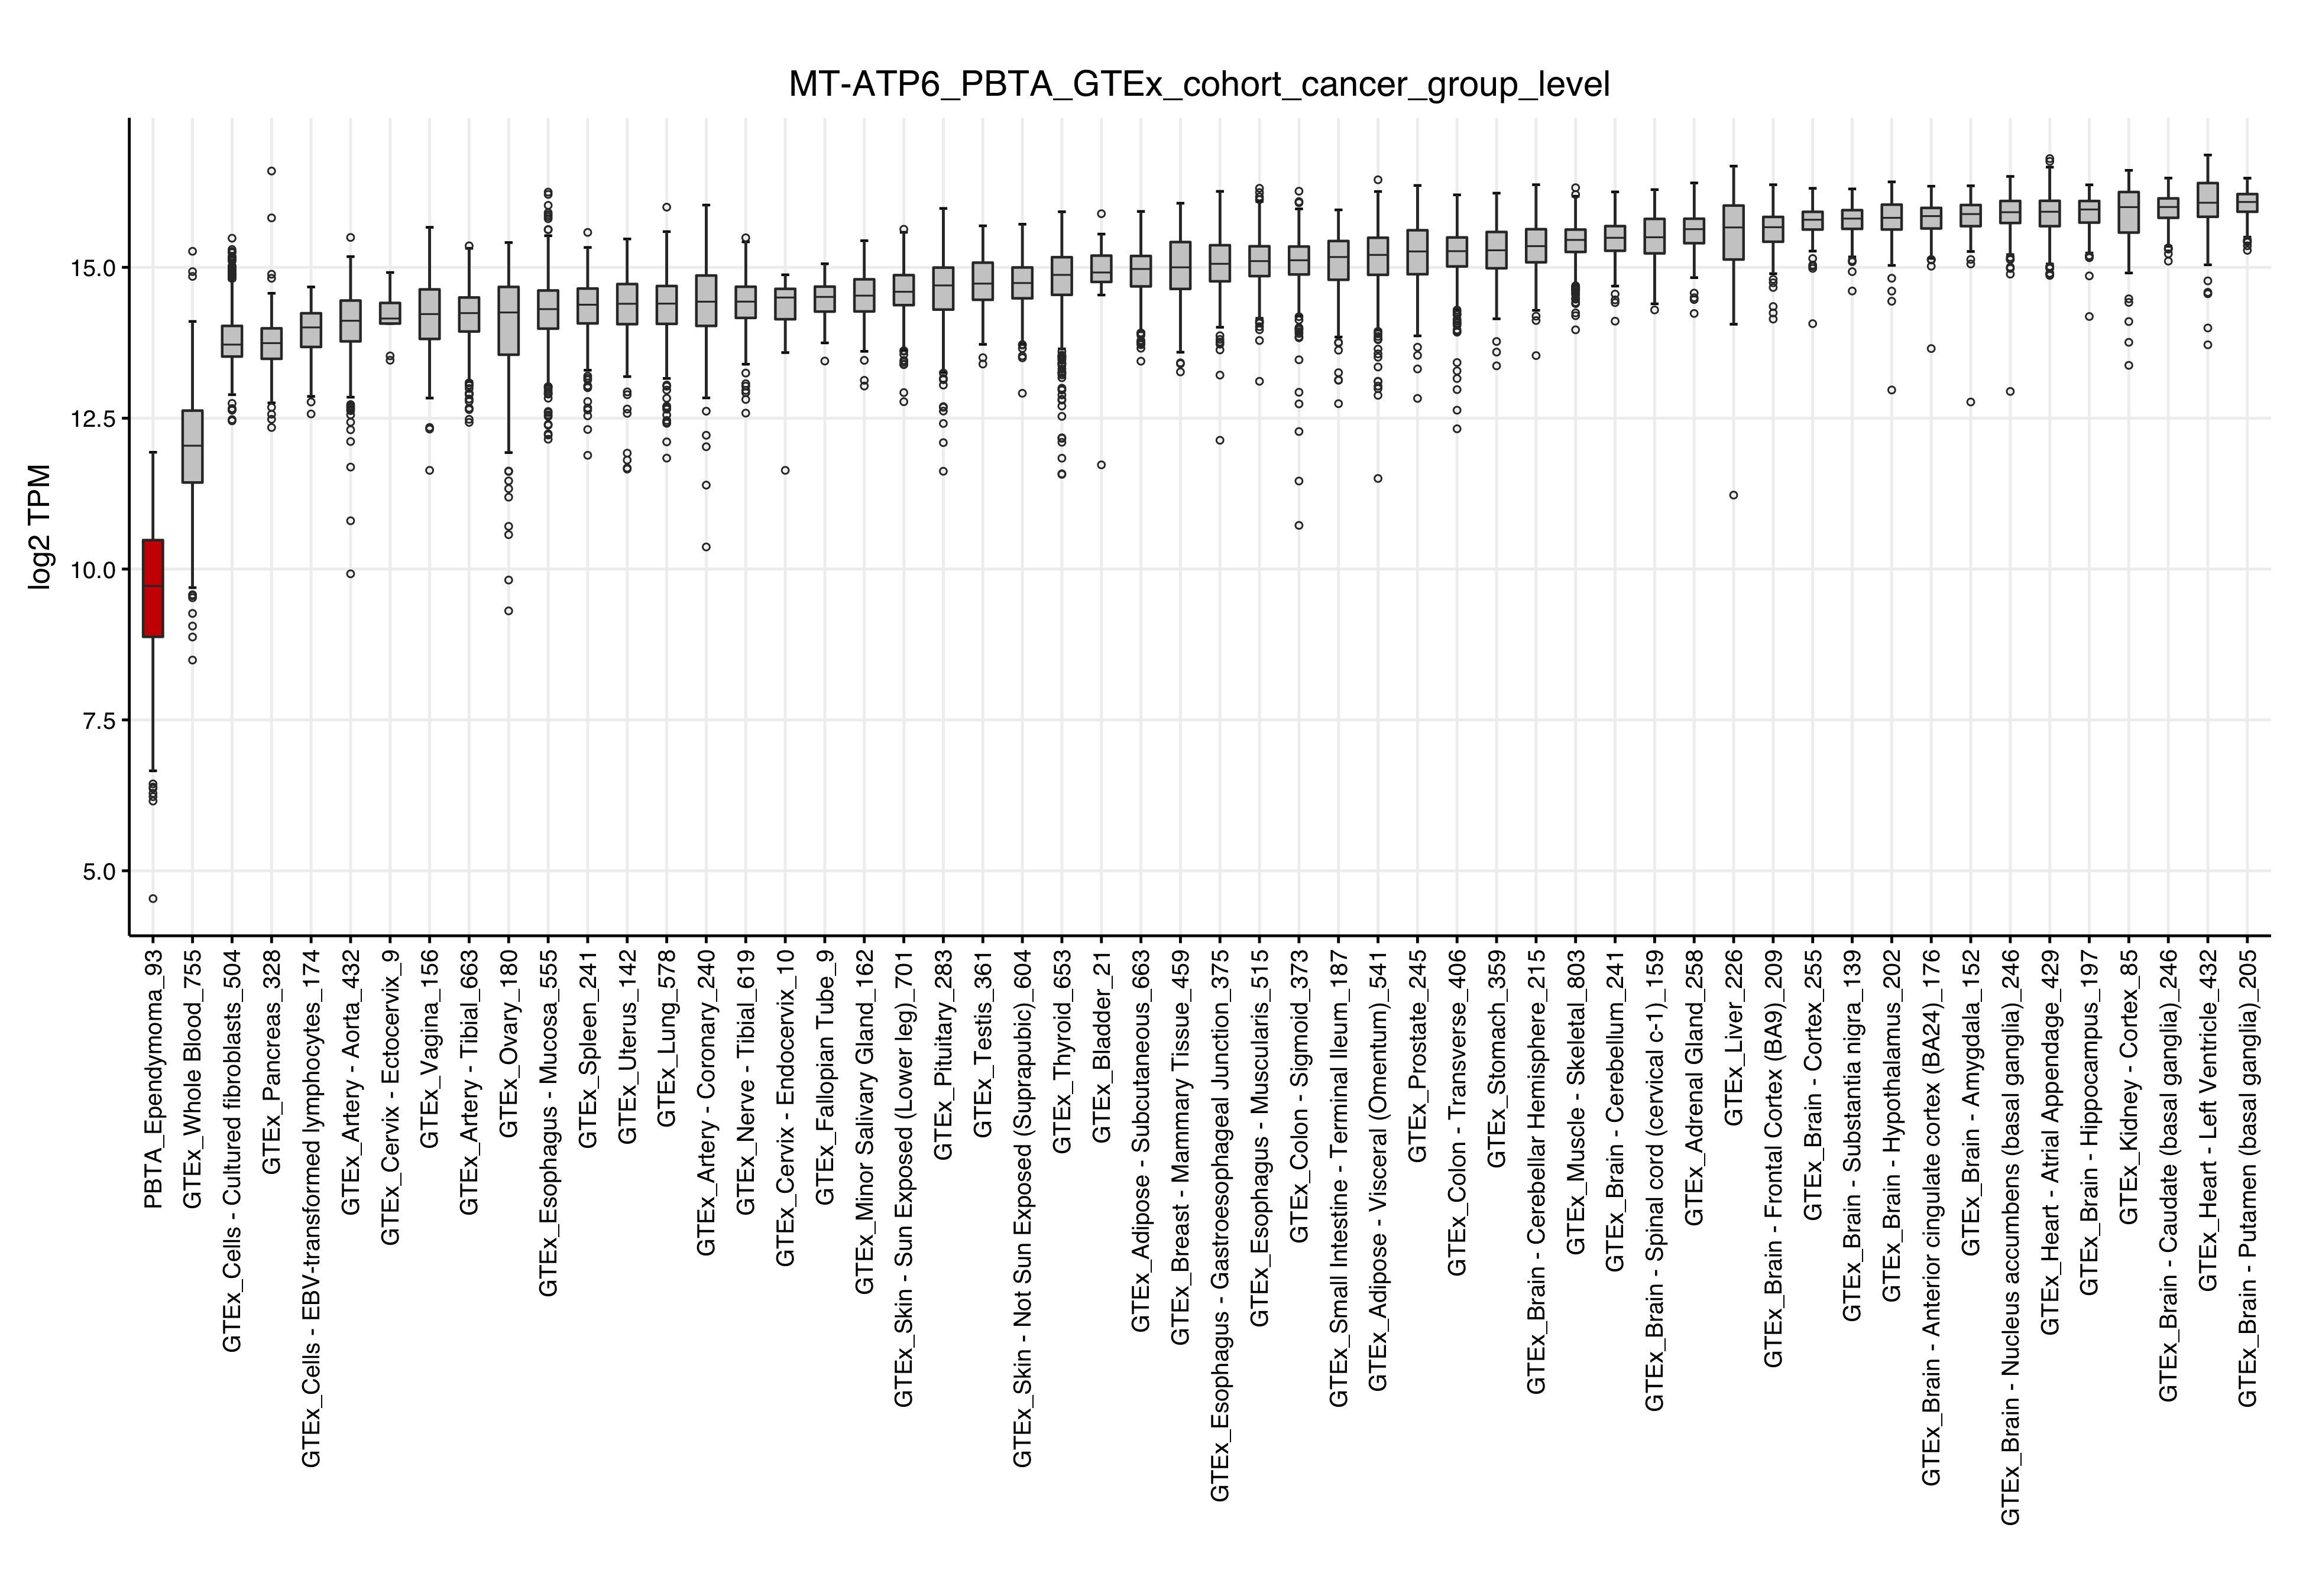 MT-ATP6_PBTA_GTEx_cohort_cancer_group_level
log2 TPM
15.0
12.5
10.0
7.5
5.0
PBTA_Ependymoma_93
GTEx_Whole Blood_755
GTEx_Cells - Cultured fibroblasts_504
GTEx_Pancreas_328
GTEx_Cells - EBV-transformed lymphocytes_174
GTEx_Artery - Aorta_432
GTEx_Cervix - Ectocervix_9
GTEx_Vagina_156
GTEx_Artery - Tibial_663
GTEx_Ovary_180
GTEx_Esophagus - Mucosa_555
GTEx_Spleen_241
GTEx_Uterus_142
GTEx_Lung_578
GTEx_Artery - Coronary_240
GTEx_Nerve - Tibial_619
GTEx_Cervix - Endocervix_10
GTEx_Fallopian Tube_9
GTEx_Minor Salivary Gland_162
GTEx_Skin - Sun Exposed (Lower leg)_701
GTEx_Pituitary_283
GTEx_Testis_361
GTEx_Skin - Not Sun Exposed (Suprapubic)_604
GTEx_Thyroid_653
GTEx_Bladder_21
GTEx_Adipose - Subcutaneous_663
GTEx_Breast - Mammary Tissue_459
GTEx_Esophagus - Gastroesophageal Junction_375
GTEx_Esophagus - Muscularis_515
GTEx_Colon - Sigmoid_373
GTEx_Small Intestine - Terminal Ileum_187
GTEx_Adipose - Visceral (Omentum)_541
GTEx_Prostate_245
GTEx_Colon - Transverse_406
GTEx_Stomach_359
GTEx_Brain - Cerebellar Hemisphere_215
GTEx_Muscle - Skeletal_803
GTEx_Brain - Cerebellum_241
GTEx_Brain - Spinal cord (cervical c-1)_159
GTEx_Adrenal Gland_258
GTEx_Liver_226
GTEx_Brain - Frontal Cortex (BA9)_209
GTEx_Brain - Cortex_255
GTEx_Brain - Substantia nigra_139
GTEx_Brain - Hypothalamus_202
GTEx_Brain - Anterior cingulate cortex (BA24)_176
GTEx_Brain - Amygdala_152
GTEx_Brain - Nucleus accumbens (basal ganglia)_246
GTEx_Heart - Atrial Appendage_429
GTEx_Brain - Hippocampus_197
GTEx_Kidney - Cortex_85
GTEx_Brain - Caudate (basal ganglia)_246
GTEx_Heart - Left Ventricle_432
GTEx_Brain - Putamen (basal ganglia)_205